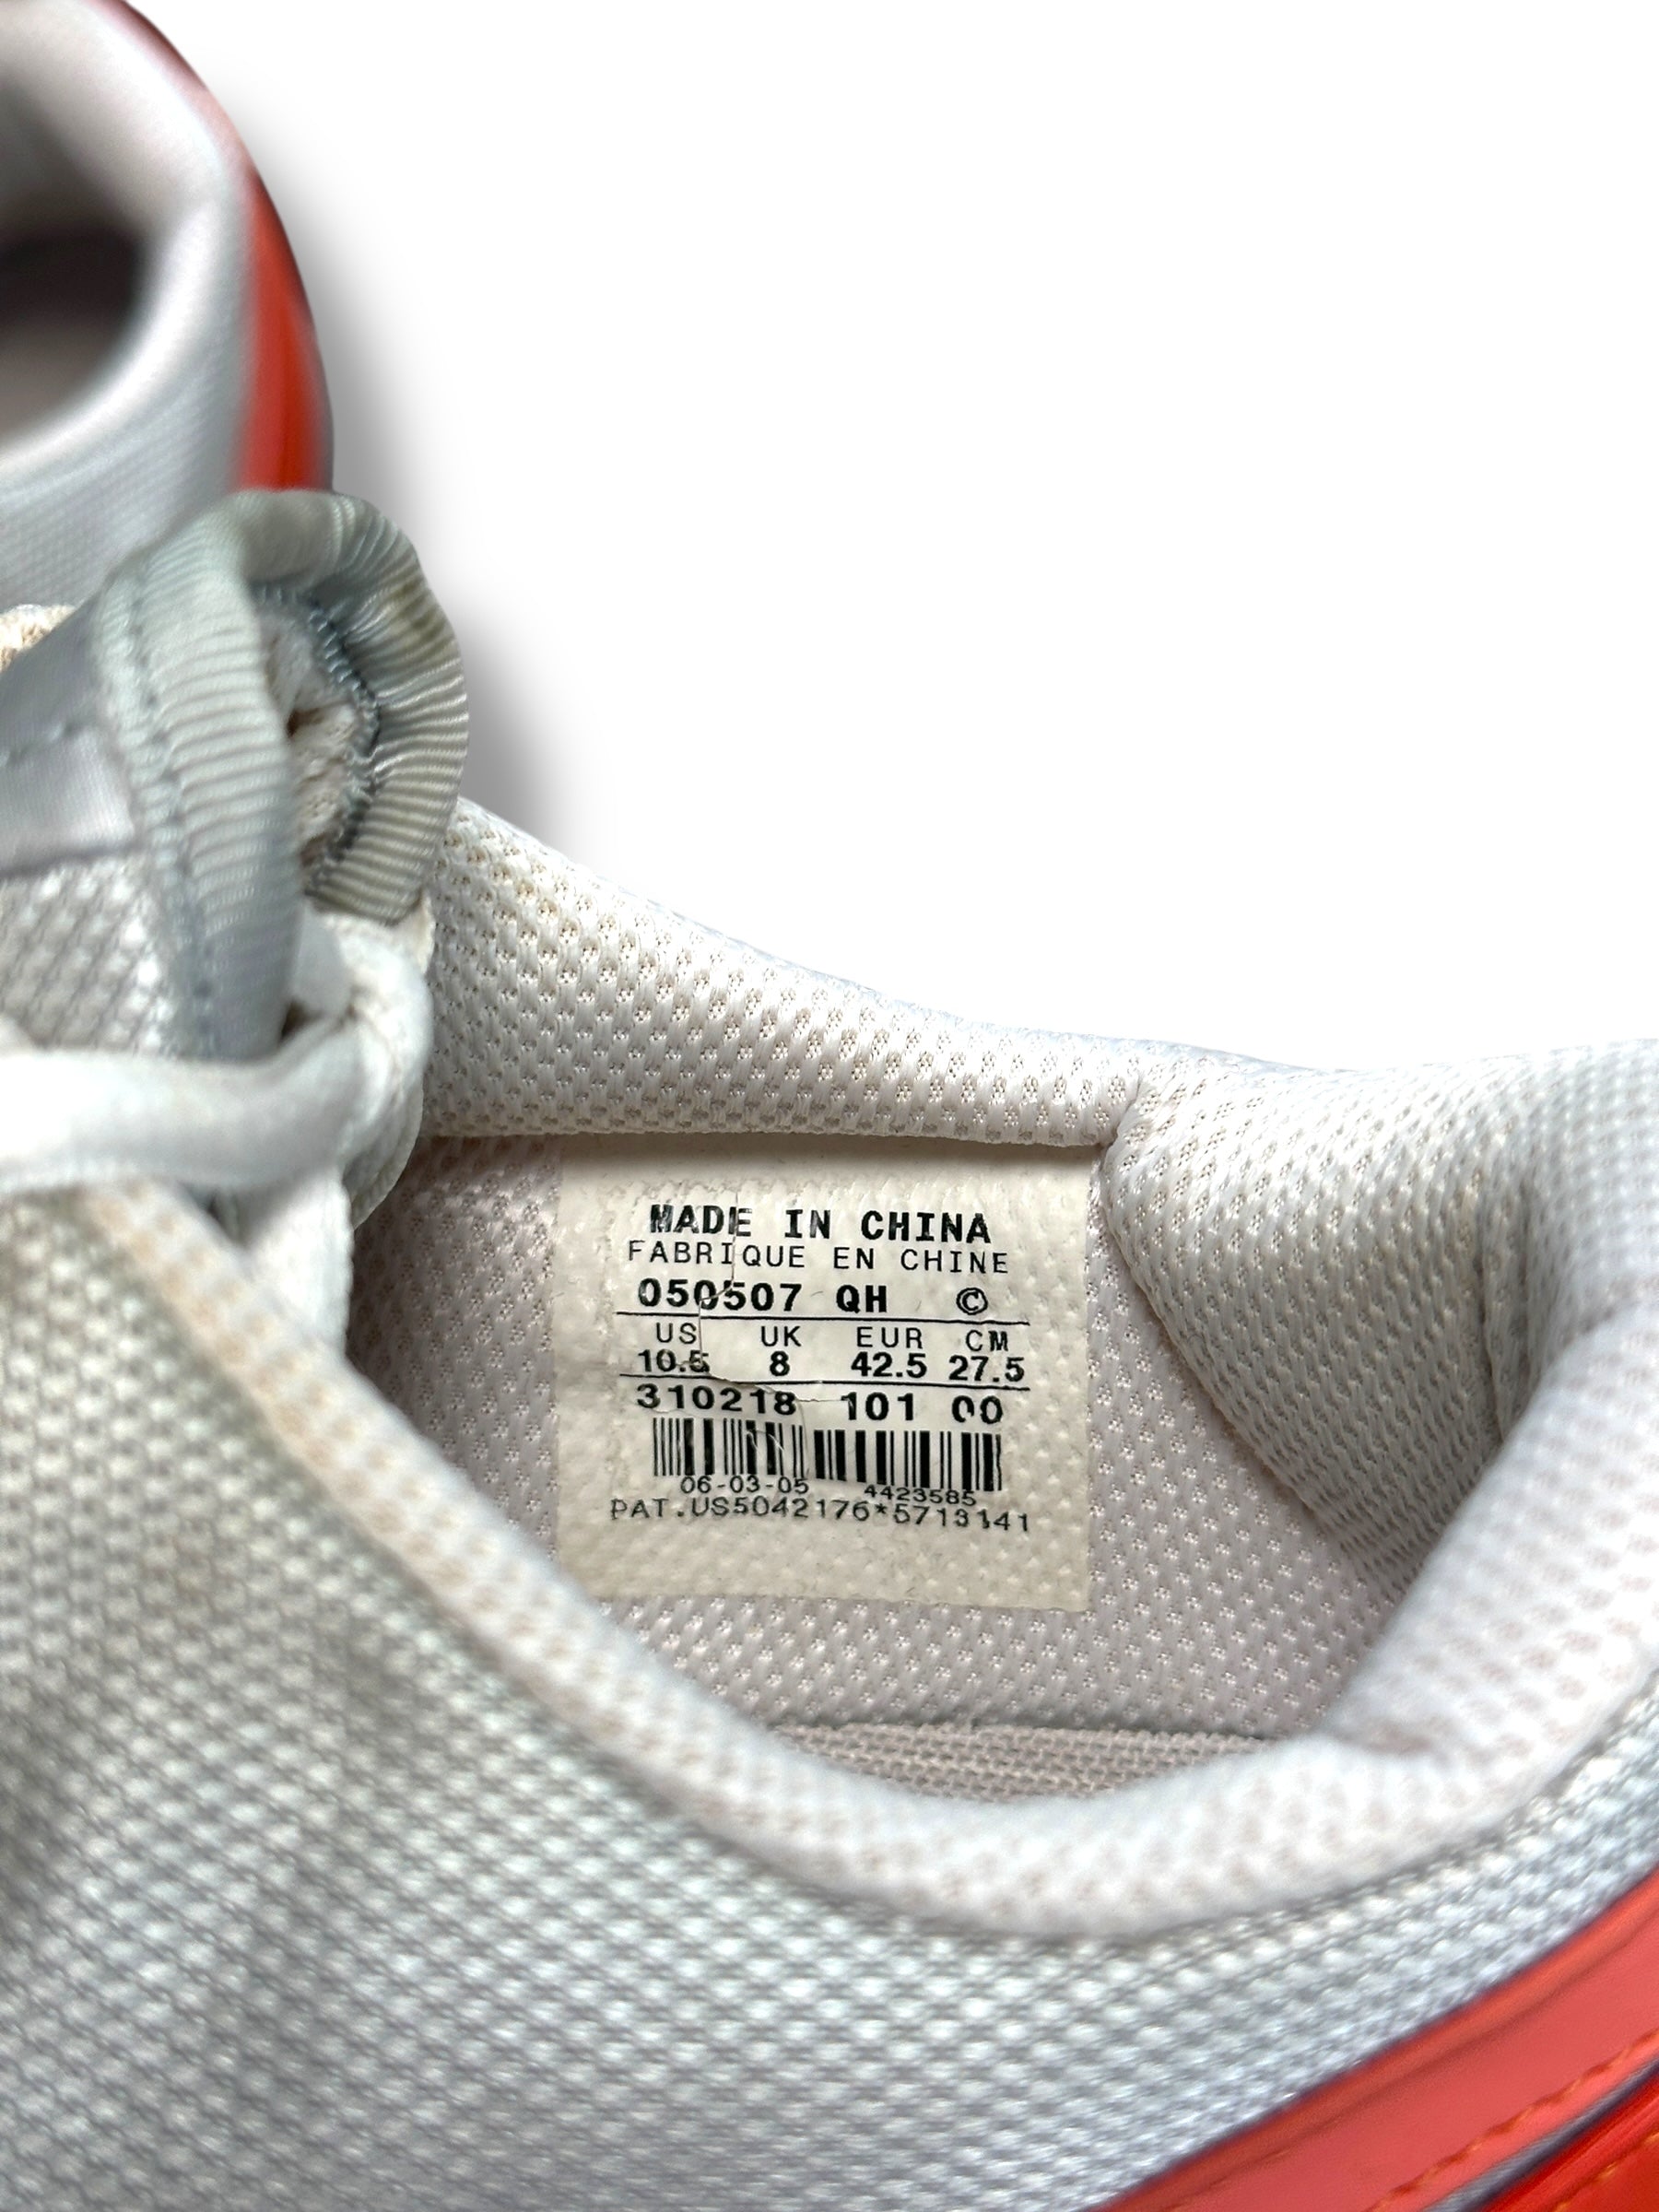 MADE IN CHINA
FABRIQUE EN CHINE
050507 QH ©
US UK EUR CM
10.5 8 42.5 27.5
310218 101 00
06-03-05 4423585
PAT.US5042176*5713141